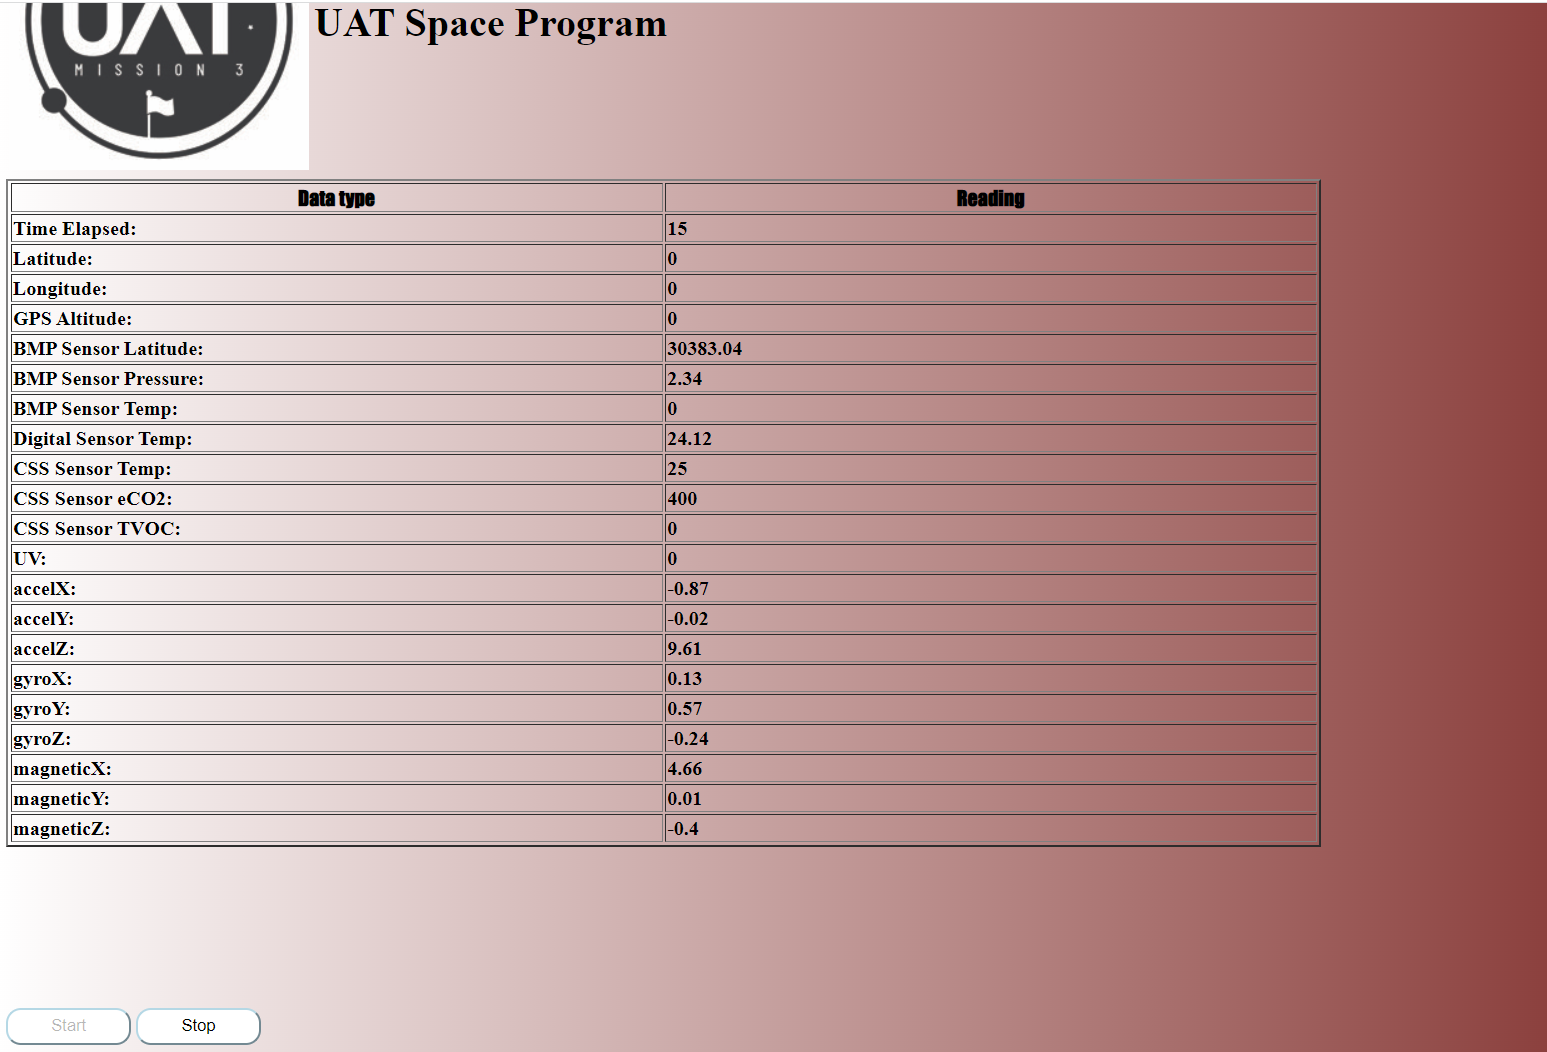 UAT
MISSION 3
UAT Space Program
Data type Reading
Time Elapsed: 15
Latitude: 0
Longitude: 0
GPS Altitude: 0
BMP Sensor Latitude: 30383.04
BMP Sensor Pressure: 2.34
BMP Sensor Temp: 0
Digital Sensor Temp: 24.12
CSS Sensor Temp: 25
CSS Sensor eCO2: 400
CSS Sensor TVOC: 0
UV: 0
accelX: -0.87
accelY: -0.02
accelZ: 9.61
gyroX: 0.13
gyroY: 0.57
gyroZ: -0.24
magneticX: 4.66
magneticY: 0.01
magneticZ: -0.4
Start Stop